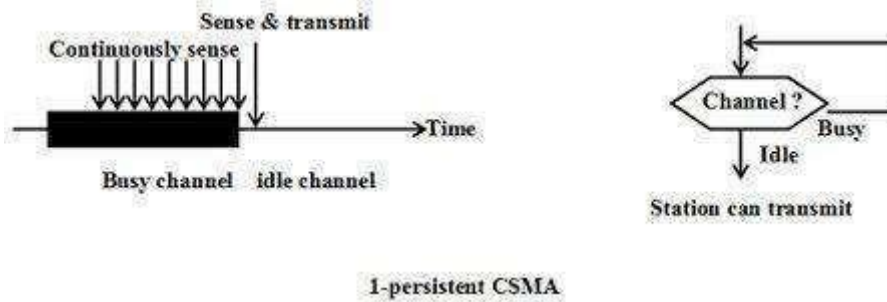 Sense & transmit
Continuously sense
Time
Busy channel idle channel
Channel ?
Busy
Idle
Station can transmit
1-persistent CSMA